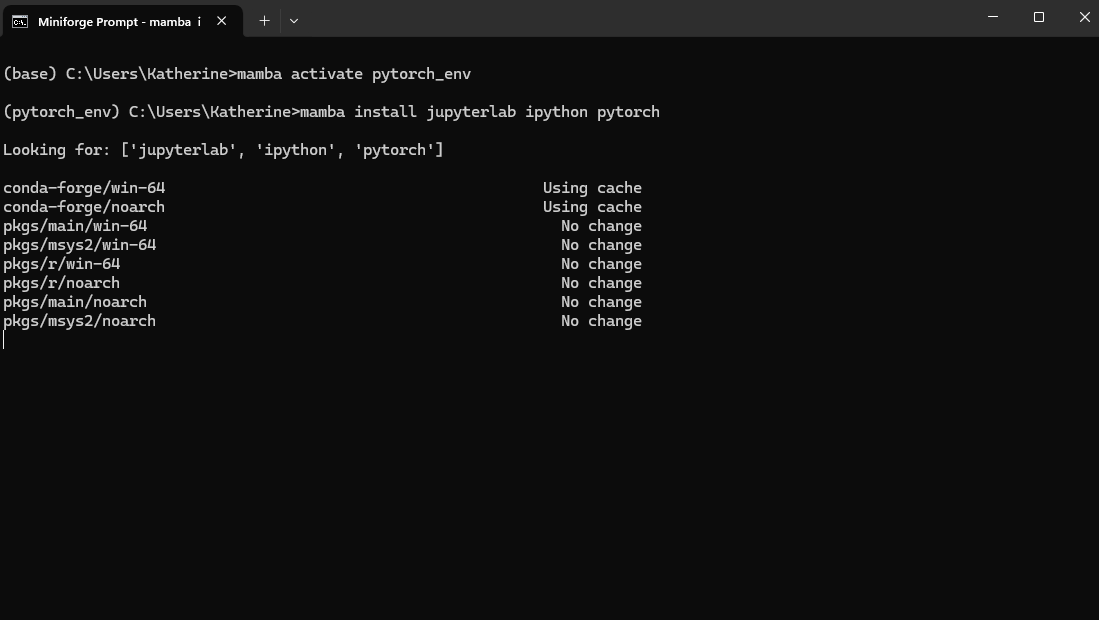 Miniforge Prompt - mamba i
(base) C:\Users\Katherine>mamba activate pytorch_env
(pytorch_env) C:\Users\Katherine>mamba install jupyterlab ipython pytorch
Looking for: ['jupyterlab', 'ipython', 'pytorch']
conda-forge/win-64 Using cache
conda-forge/noarch Using cache
pkgs/main/win-64 No change
pkgs/msys2/win-64 No change
pkgs/r/win-64 No change
pkgs/r/noarch No change
pkgs/main/noarch No change
pkgs/msys2/noarch No change